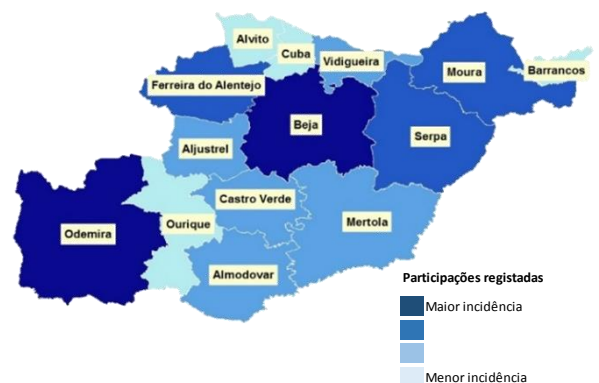 Alvito
Cuba
Vidigueira
Moura
Barrancos
Ferreira do Alentejo
Beja
Serpa
Aljustrel
Castro Verde
Mertola
Ourique
Odemira
Almodovar
Participações registadas
Maior incidência
Menor incidência